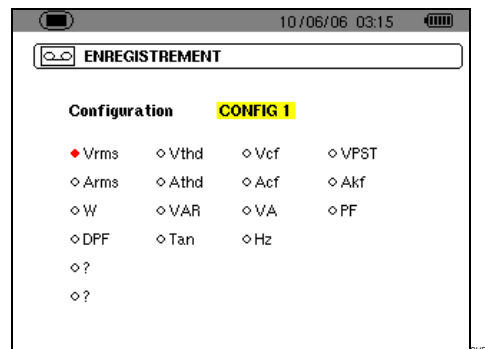 10/06/06 03:15
ENREGISTREMENT
Configuration CONFIG 1
Vrms Vthd Vcf VPST
Arms Athd Acf Akf
W VAR VA PF
DPF Tan Hz
?
?